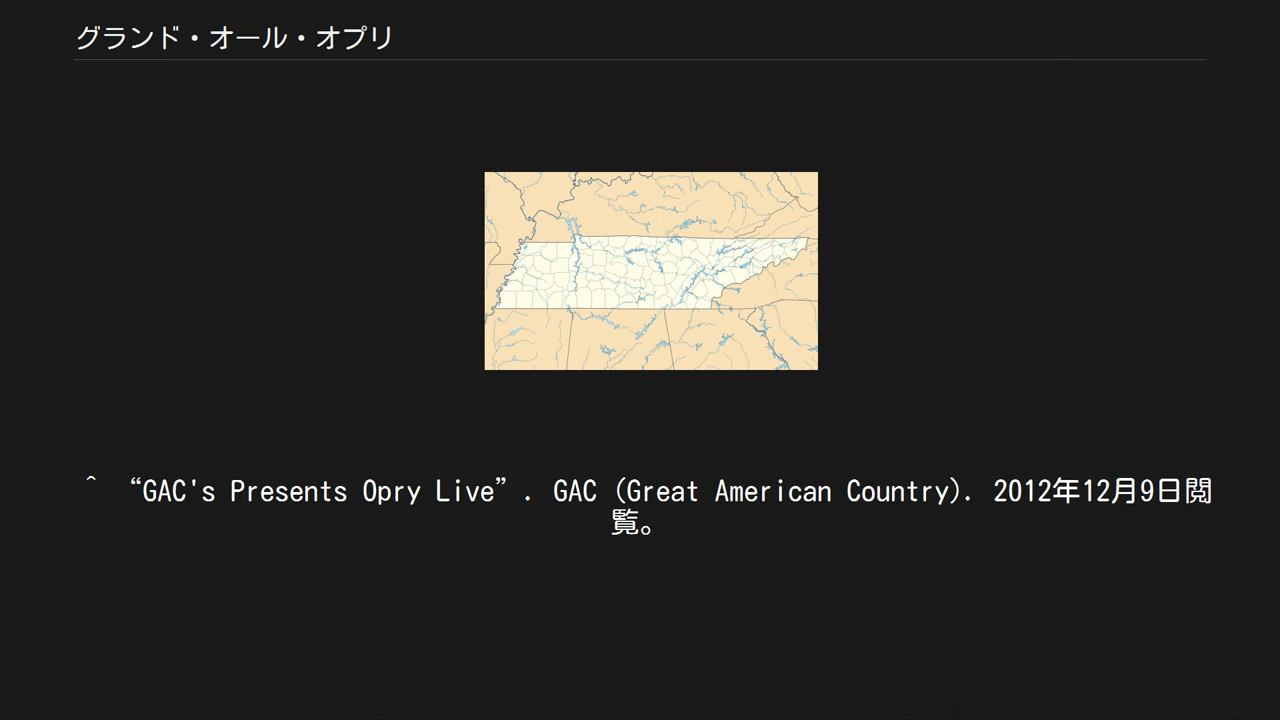 グランド・オール・オプリ
^ “GAC's Presents Opry Live”. GAC (Great American Country). 2012年12月9日閲
覧。